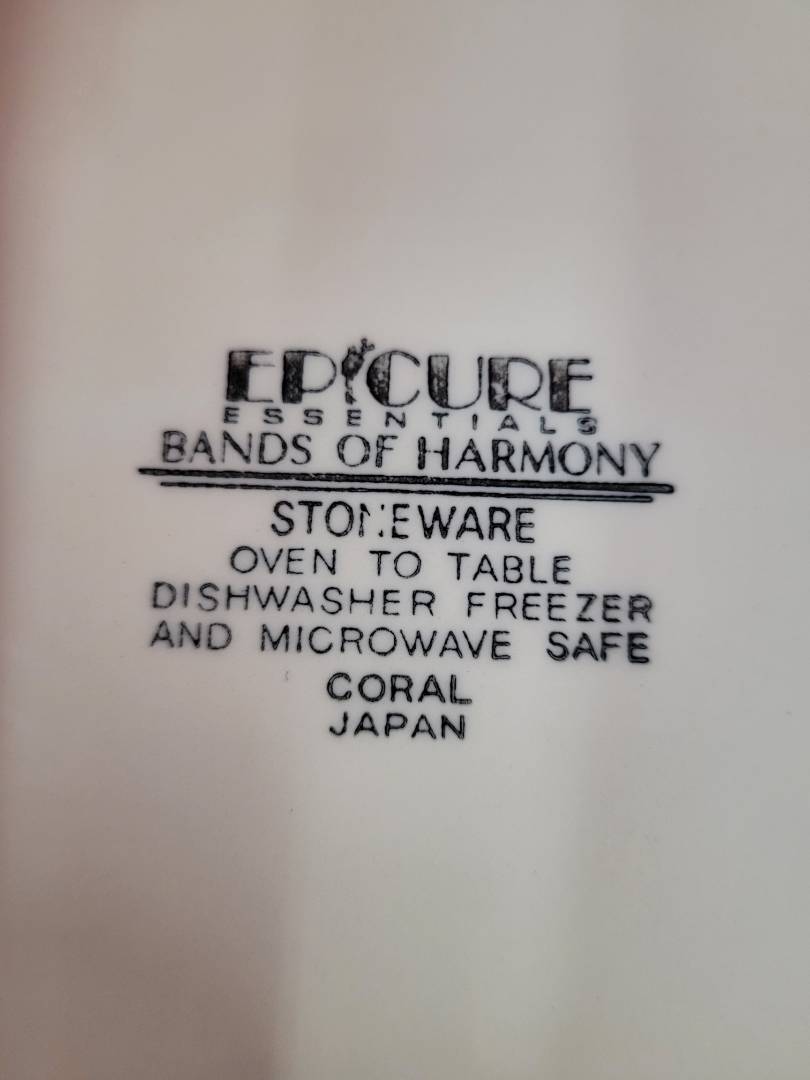 EPICURE
ESSENTIALS
BANDS OF HARMONY
STONEWARE
OVEN TO TABLE
DISHWASHER FREEZER
AND MICROWAVE SAFE
CORAL
JAPAN